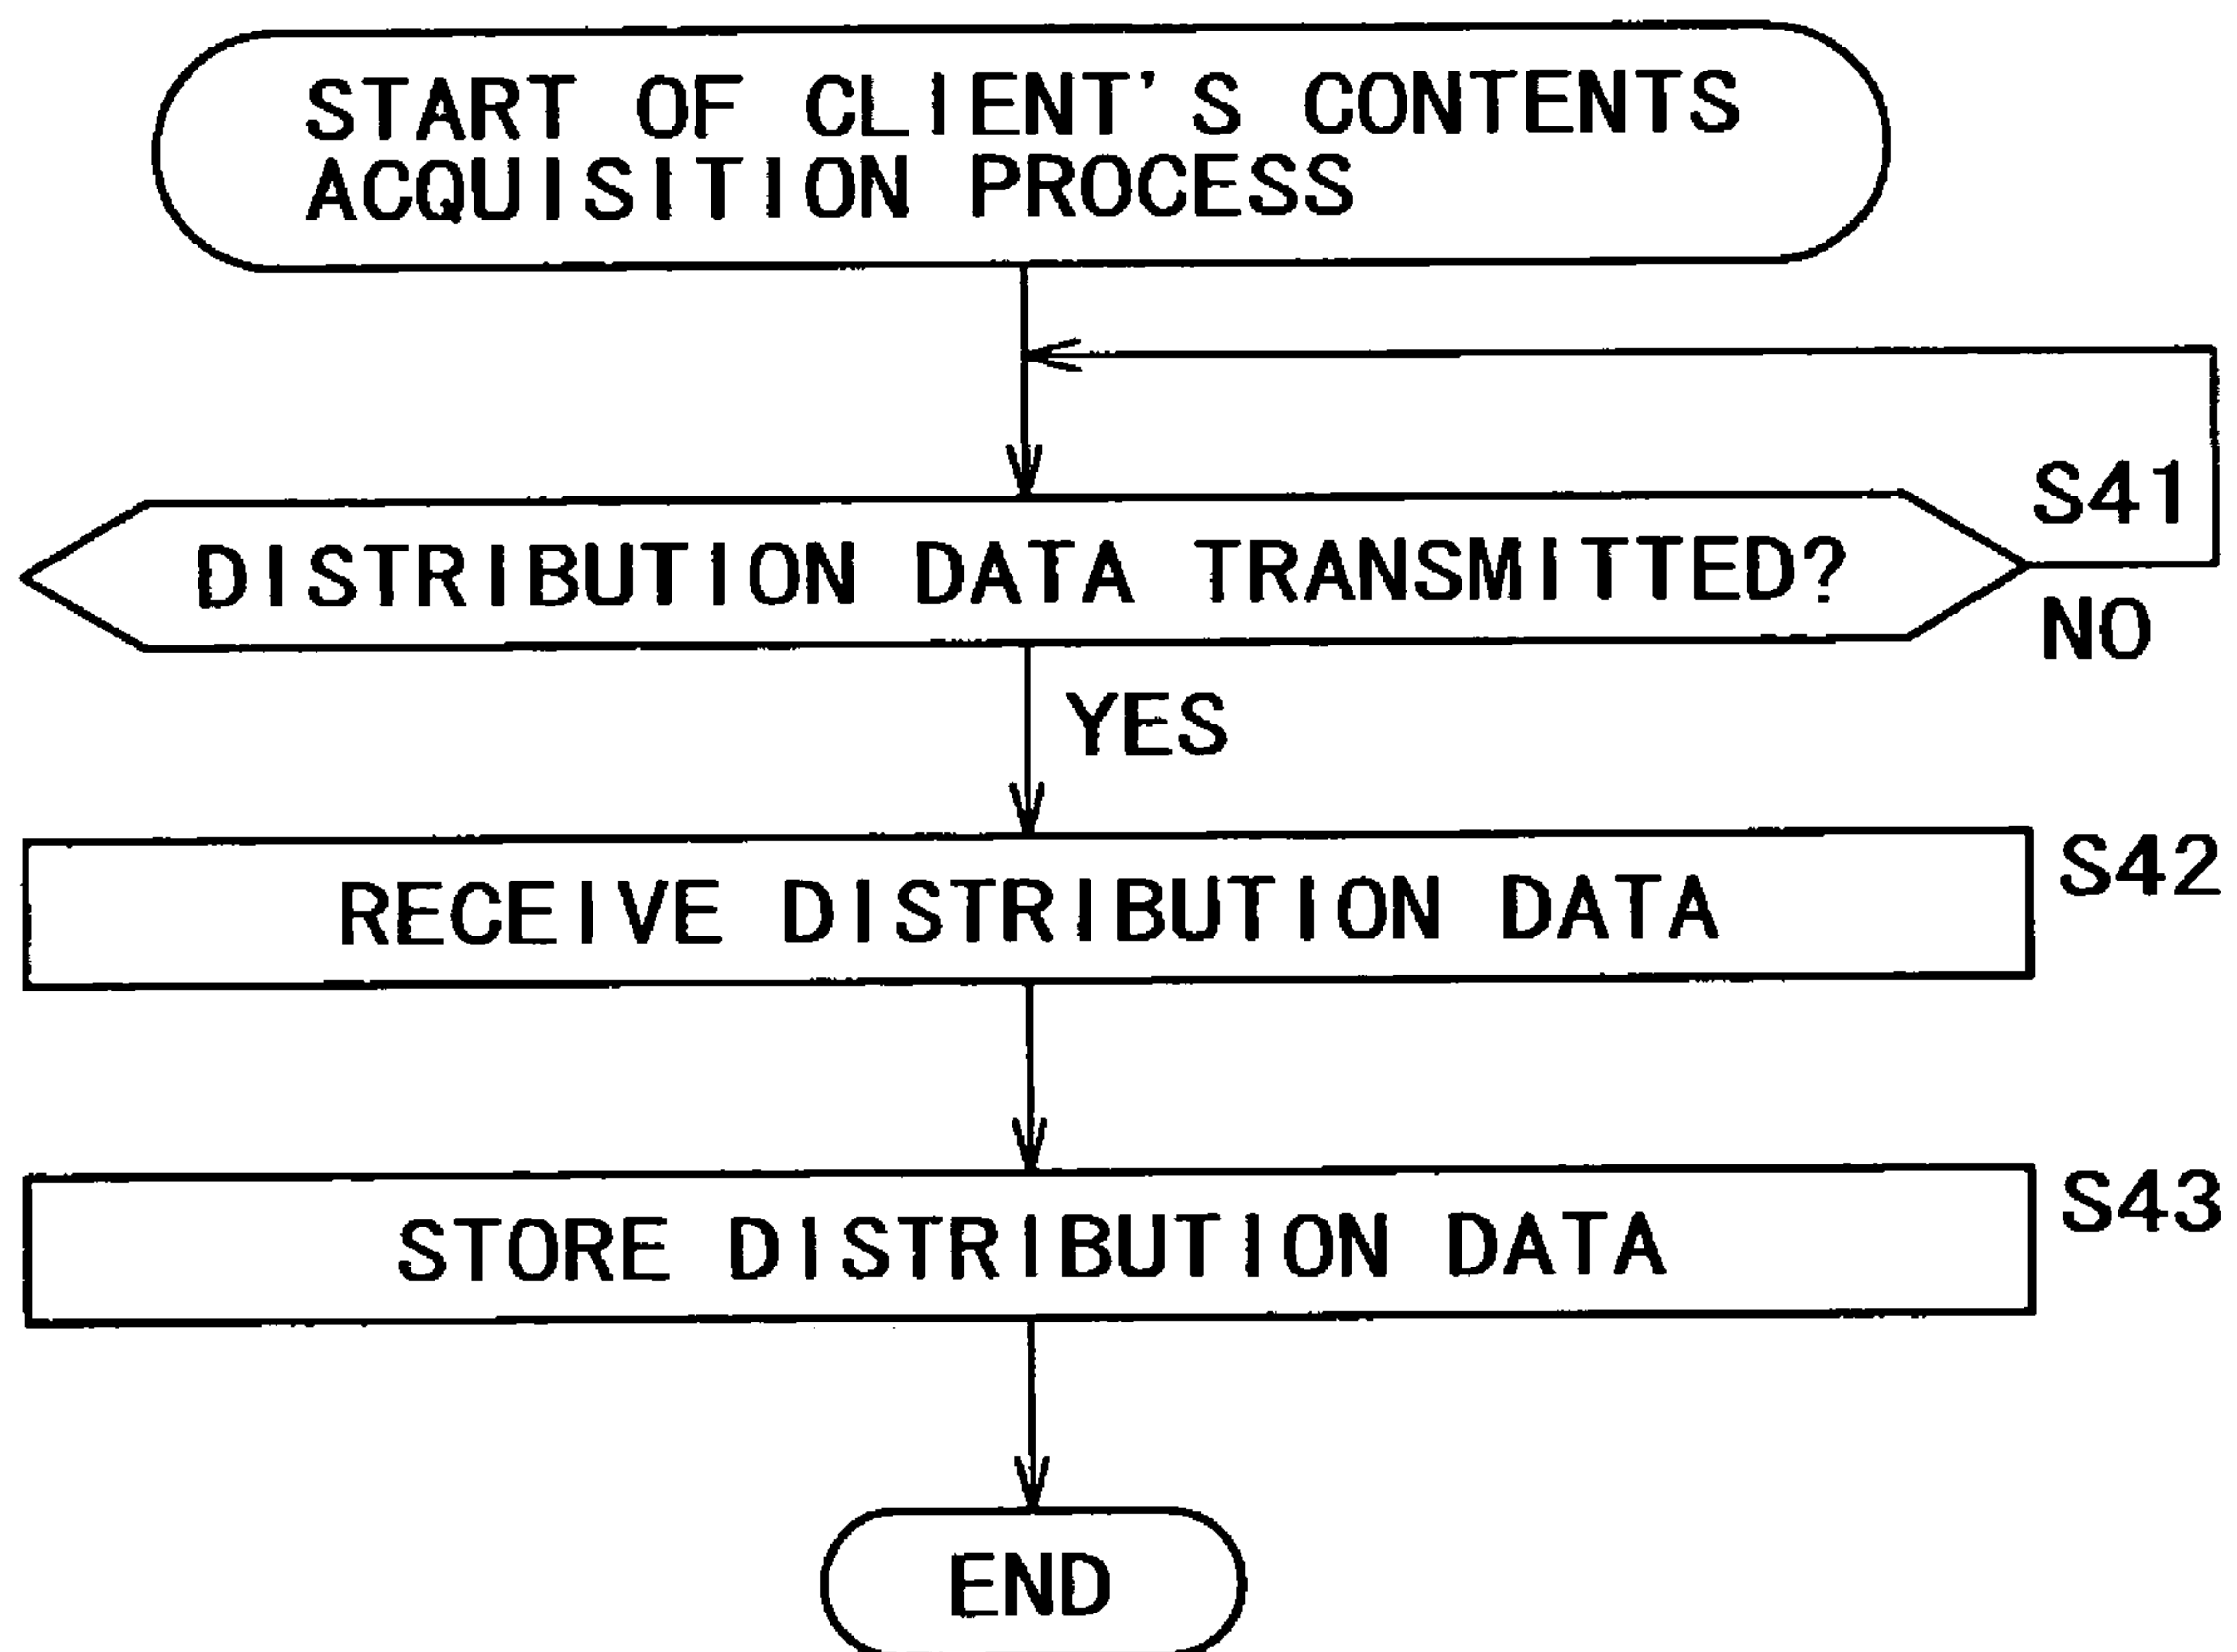 START OF CLIENT'S CONTENTS
ACQUISITION PROCESS
S41
DISTRIBUTION DATA TRANSMITTED?
NO
YES
S42
RECEIVE DISTRIBUTION DATA
S43
STORE DISTRIBUTION DATA
END